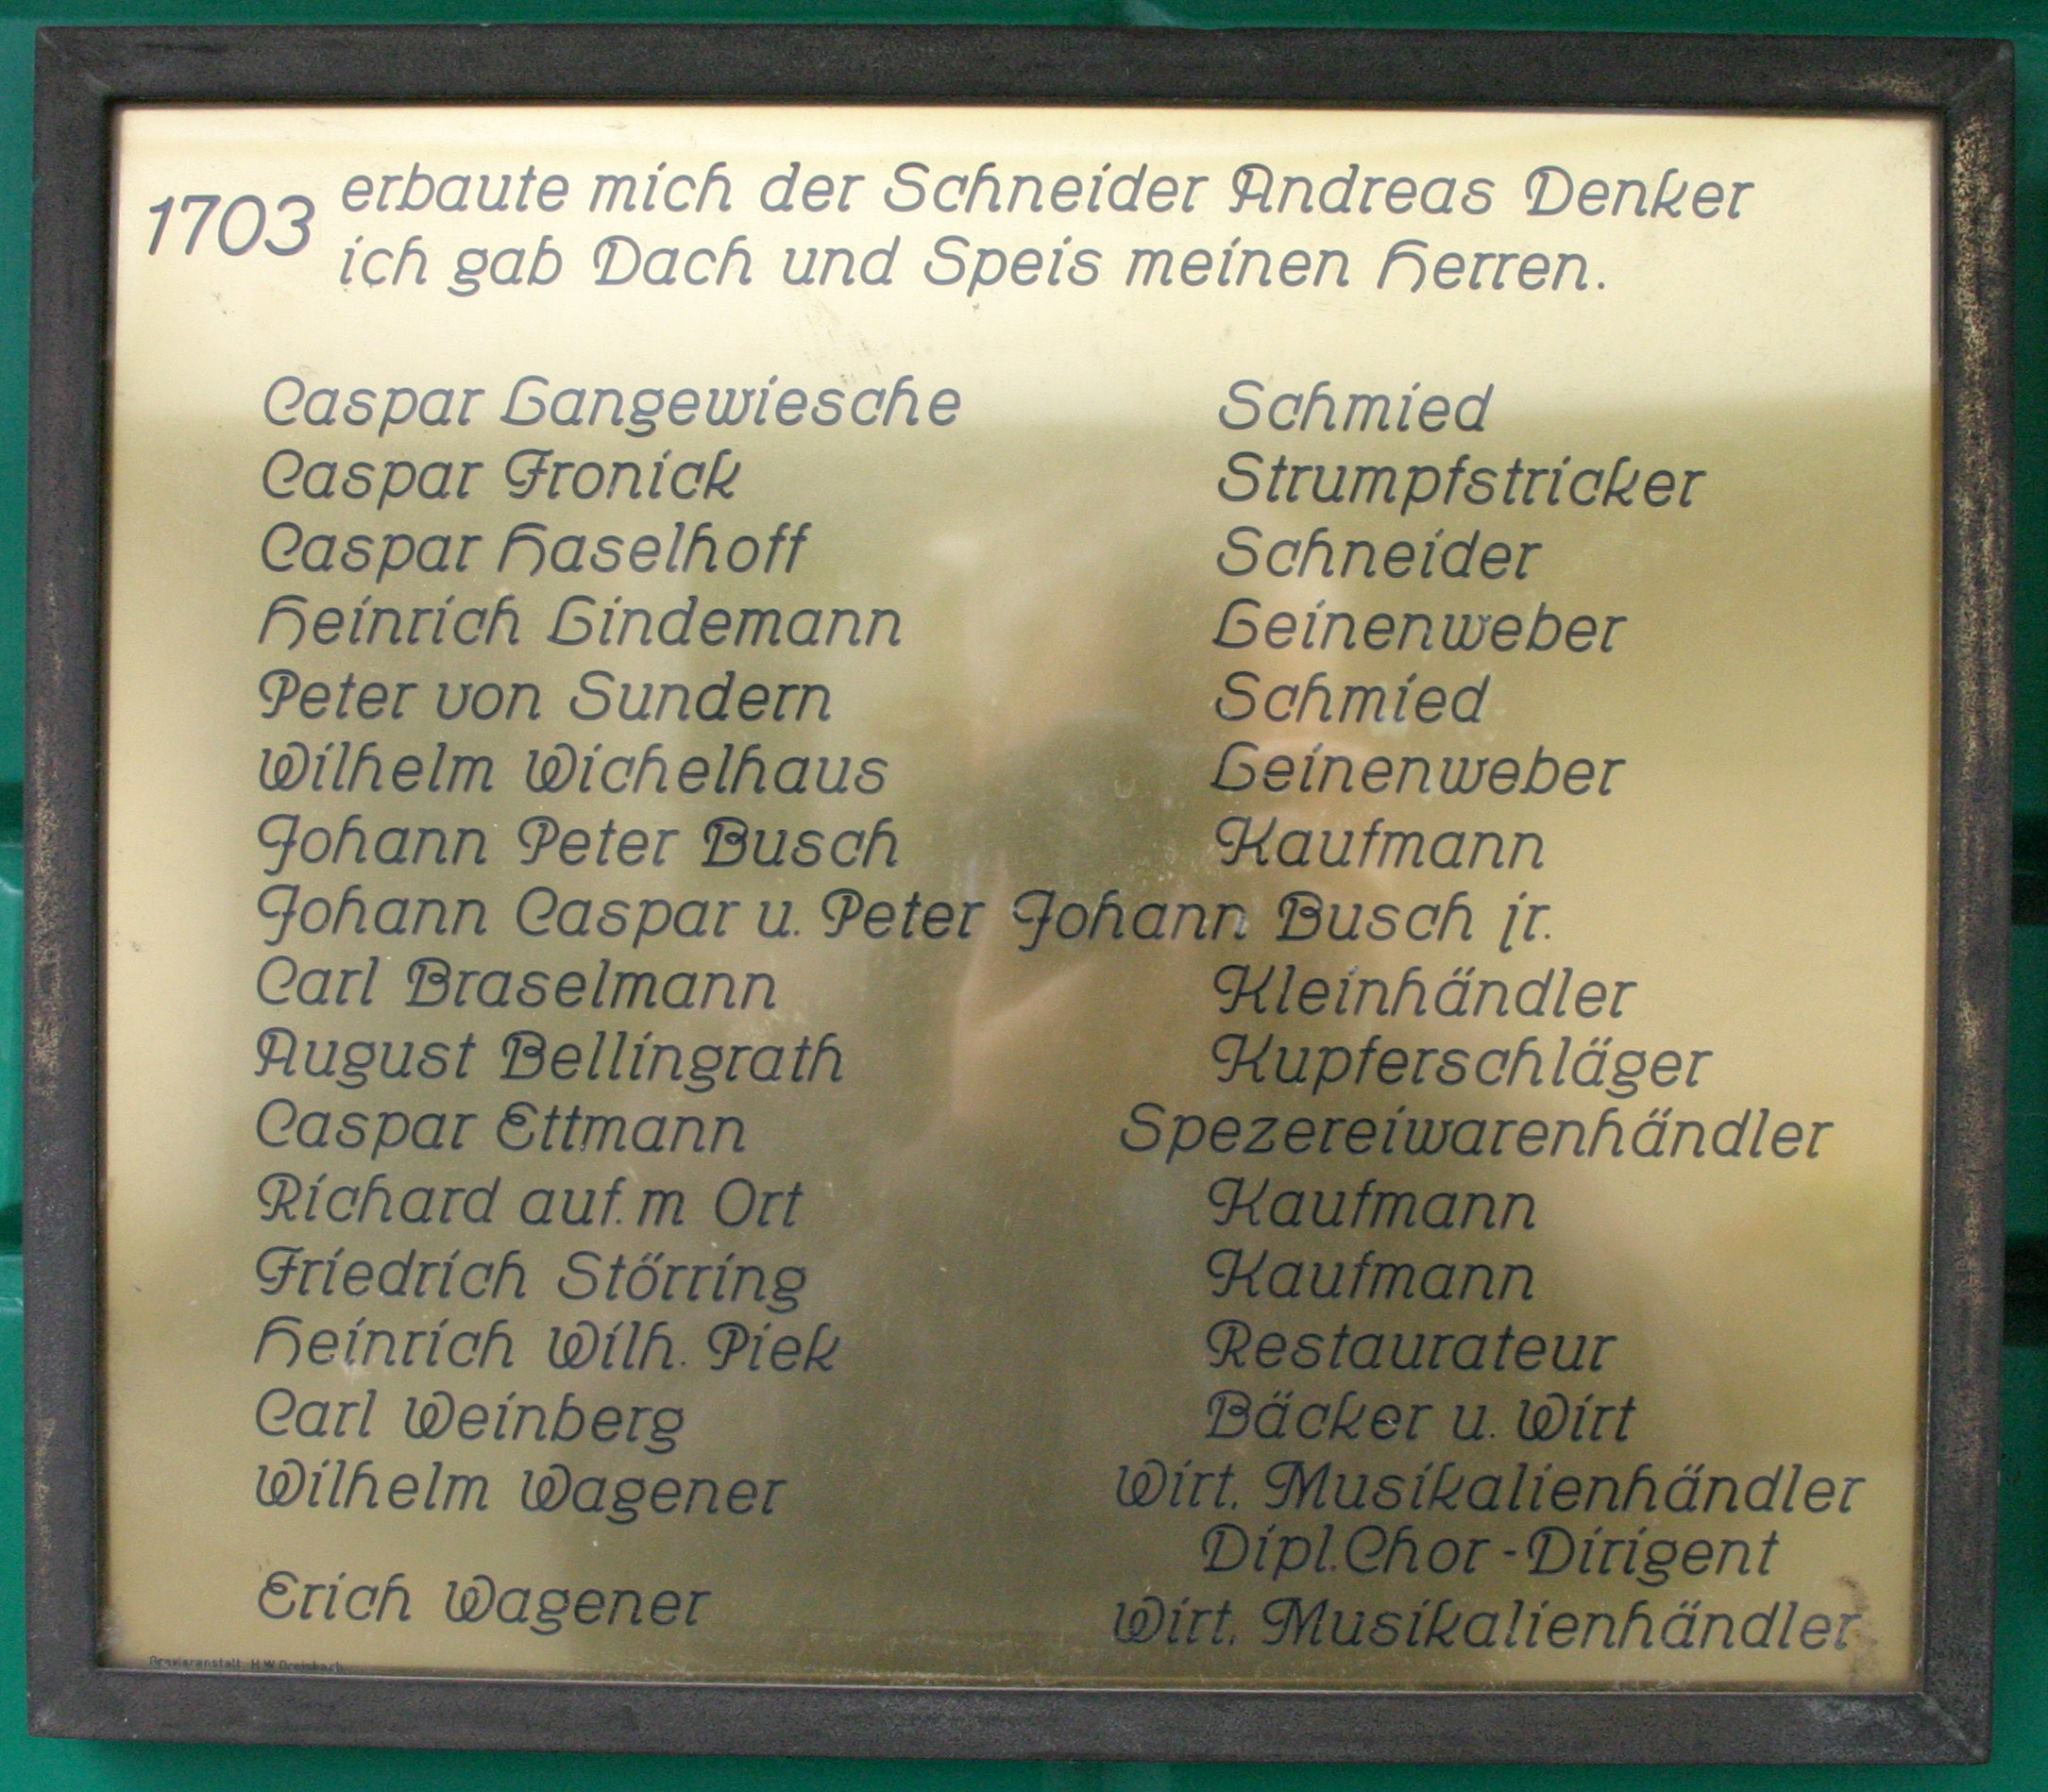 1703 erbaute mich der Schneider Andreas Denker
ich gab Dach und Speis meinen Herren.
Caspar Langewiesche Schmied
Caspar Fronick Strumpfstricker
Caspar Haselhoff Schneider
Heinrich Lindemann Leinenweber
Peter von Sundern Schmied
Wilhelm Wichelhaus Leinenweber
Johann Peter Busch Kaufmann
Johann Caspar u. Peter Johann Busch jr.
Carl Braselmann Kleinhändler
August Bellingrath Kupferschläger
Caspar Ettmann Spezereiwarenhändler
Richard auf.m Ort Kaufmann
Friedrich Störring Kaufmann
Heinrich Wilh. Piek Restaurateur
Carl Weinberg Bäcker u. Wirt
Wilhelm Wagener Wirt. Musikalienhändler
Dipl.Chor-Dirigent
Erich Wagener Wirt. Musikalienhändler
Gravieranstalt H.W.Dreisbach